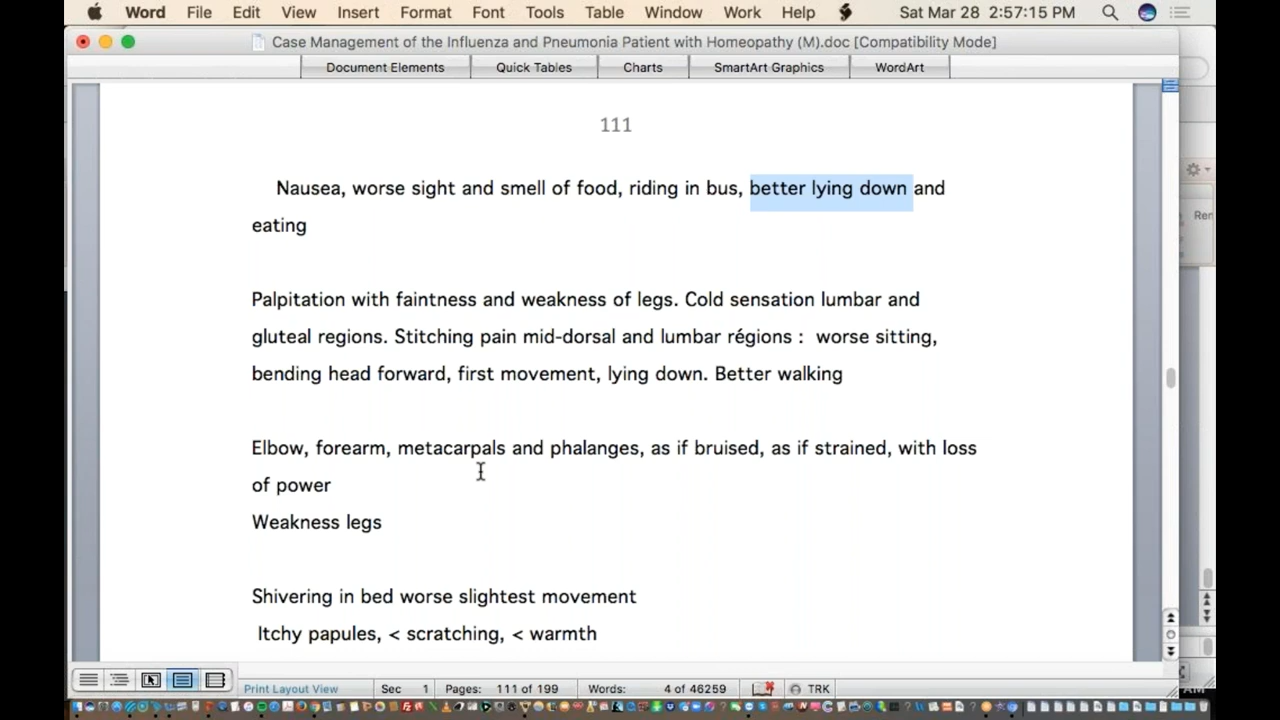 Word File Edit View Insert Format Font Tools Table Window Work Help Sat Mar 28 2:57:15 PM
Case Management of the Influenza and Pneumonia Patient with Homeopathy (M).doc [Compatibility Mode]
Document Elements Quick Tables Charts SmartArt Graphics WordArt
111
Nausea, worse sight and smell of food, riding in bus, better lying down and
eating
Ren
Palpitation with faintness and weakness of legs. Cold sensation lumbar and
gluteal regions. Stitching pain mid-dorsal and lumbar régions : worse sitting,
bending head forward, first movement, lying down. Better walking
Elbow, forearm, metacarpals and phalanges, as if bruised, as if strained, with loss
of power
Weakness legs
Shivering in bed worse slightest movement
Itchy papules, < scratching, < warmth
Print Layout View Sec 1 Pages: 111 of 199 Words: 4 of 46259 TRK
AM